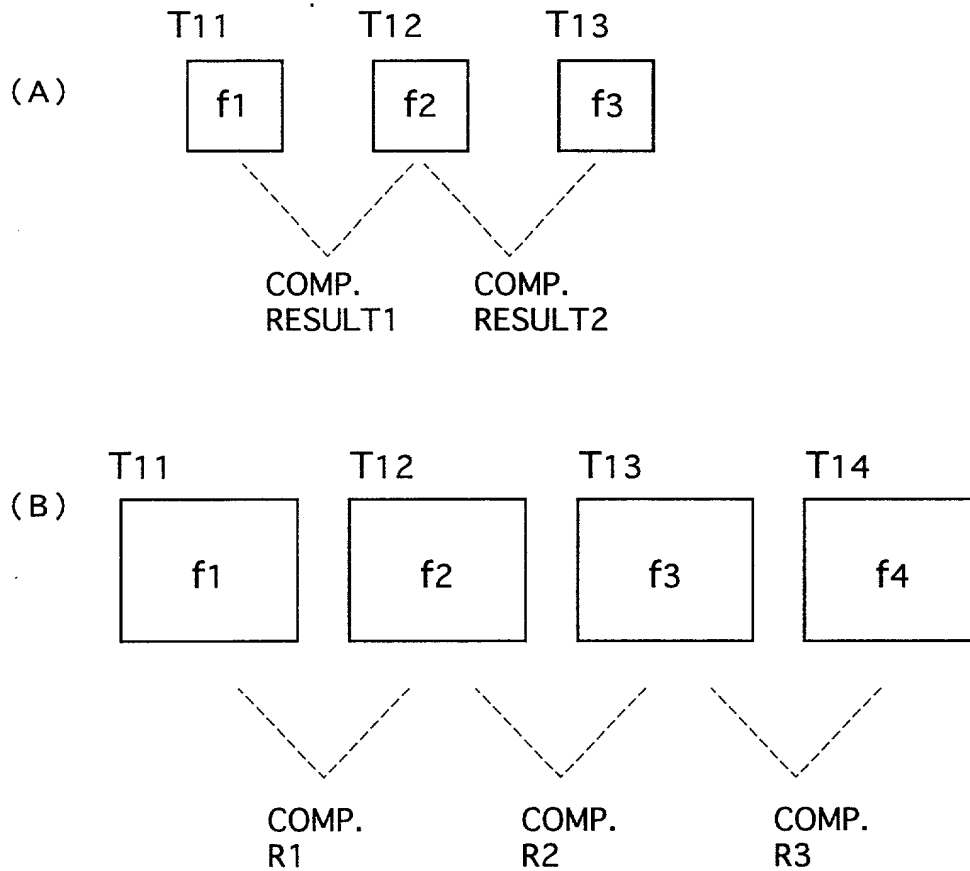 T11 T12 T13
(A)
f1 f2 f3
COMP. COMP.
RESULT1 RESULT2
T11 T12 T13 T14
(B)
f1 f2 f3 f4
COMP. COMP. COMP.
R1 R2 R3